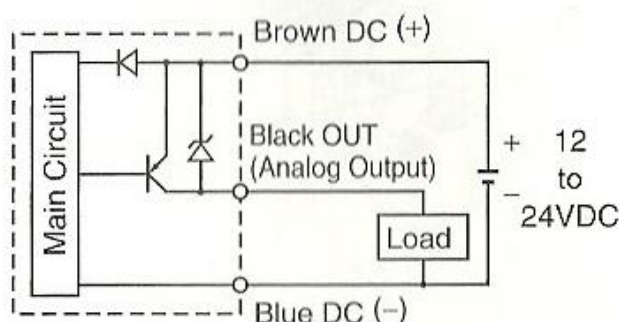 Brown DC (+)
Main Circuit
Black OUT
(Analog Output)
+ 12
to
− 24VDC
Load
Blue DC (−)